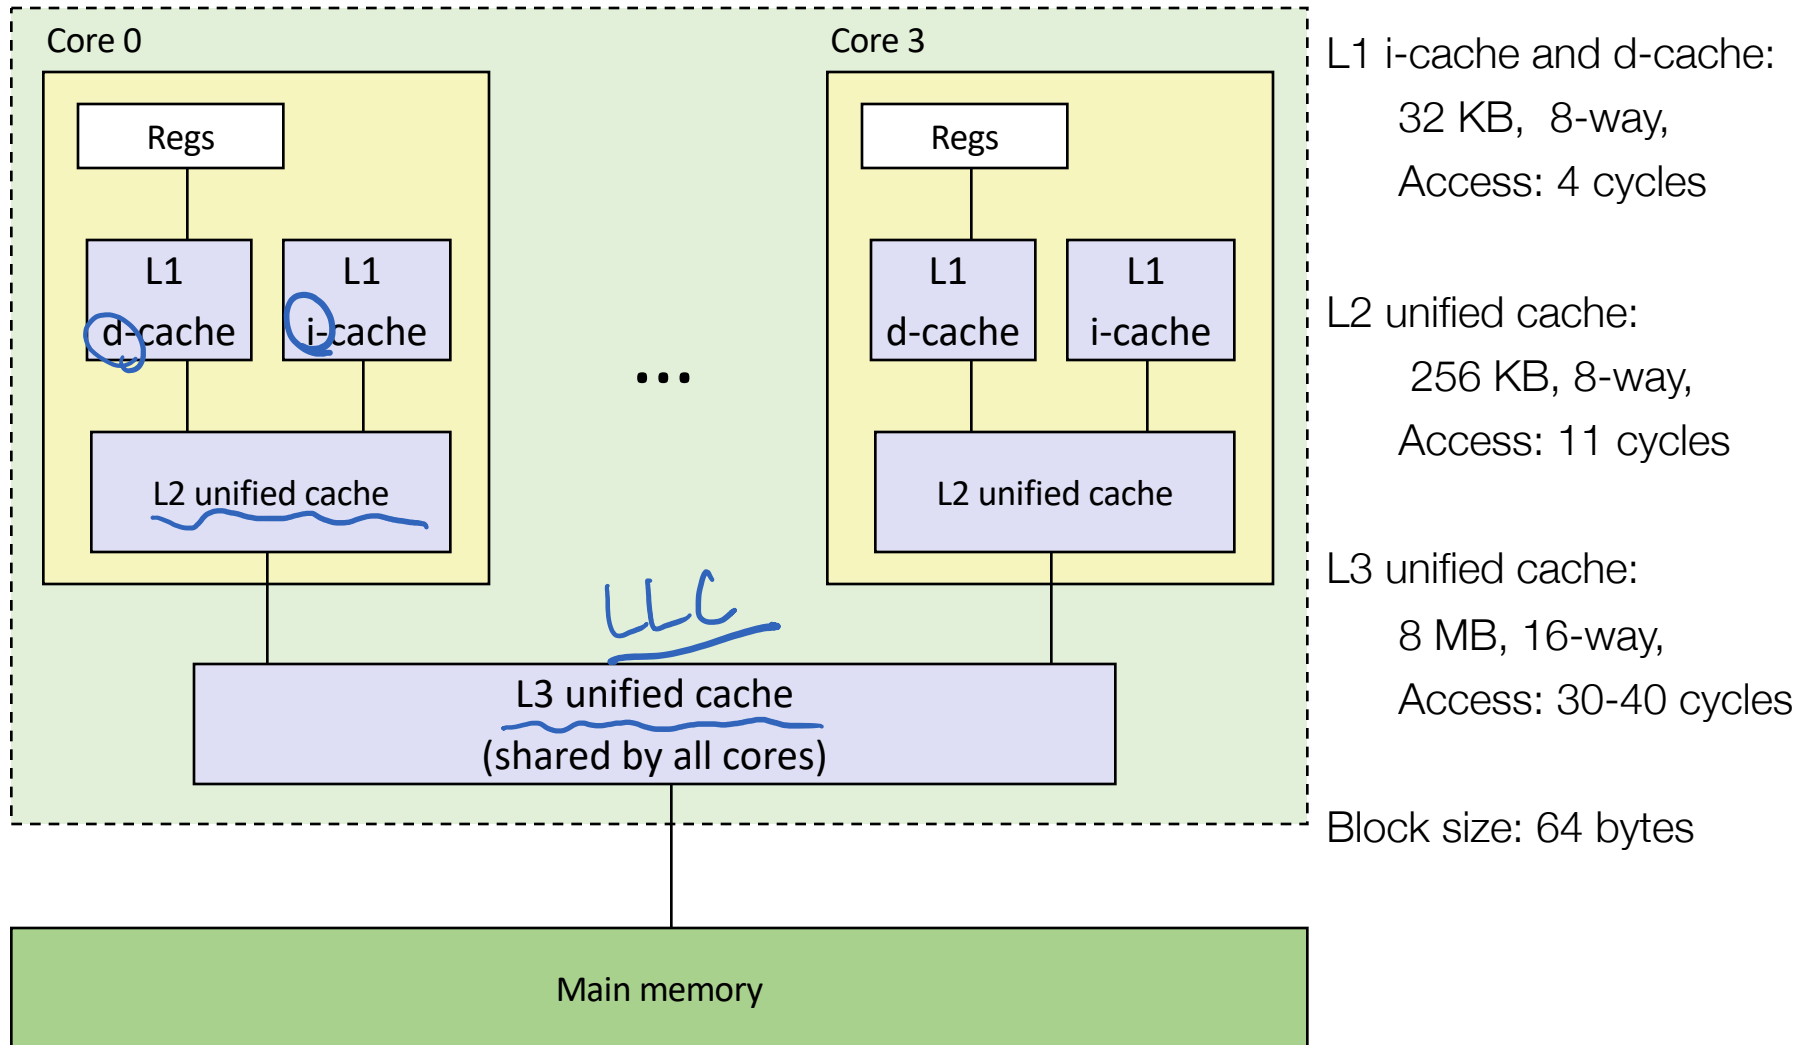 Core 0
Core 3
Regs
Regs
L1
d-cache
L1
i-cache
L1
d-cache
L1
i-cache
...
L2 unified cache
L2 unified cache
LLC
L3 unified cache
(shared by all cores)
Main memory
L1 i-cache and d-cache:
32 KB, 8-way,
Access: 4 cycles
L2 unified cache:
256 KB, 8-way,
Access: 11 cycles
L3 unified cache:
8 MB, 16-way,
Access: 30-40 cycles
Block size: 64 bytes